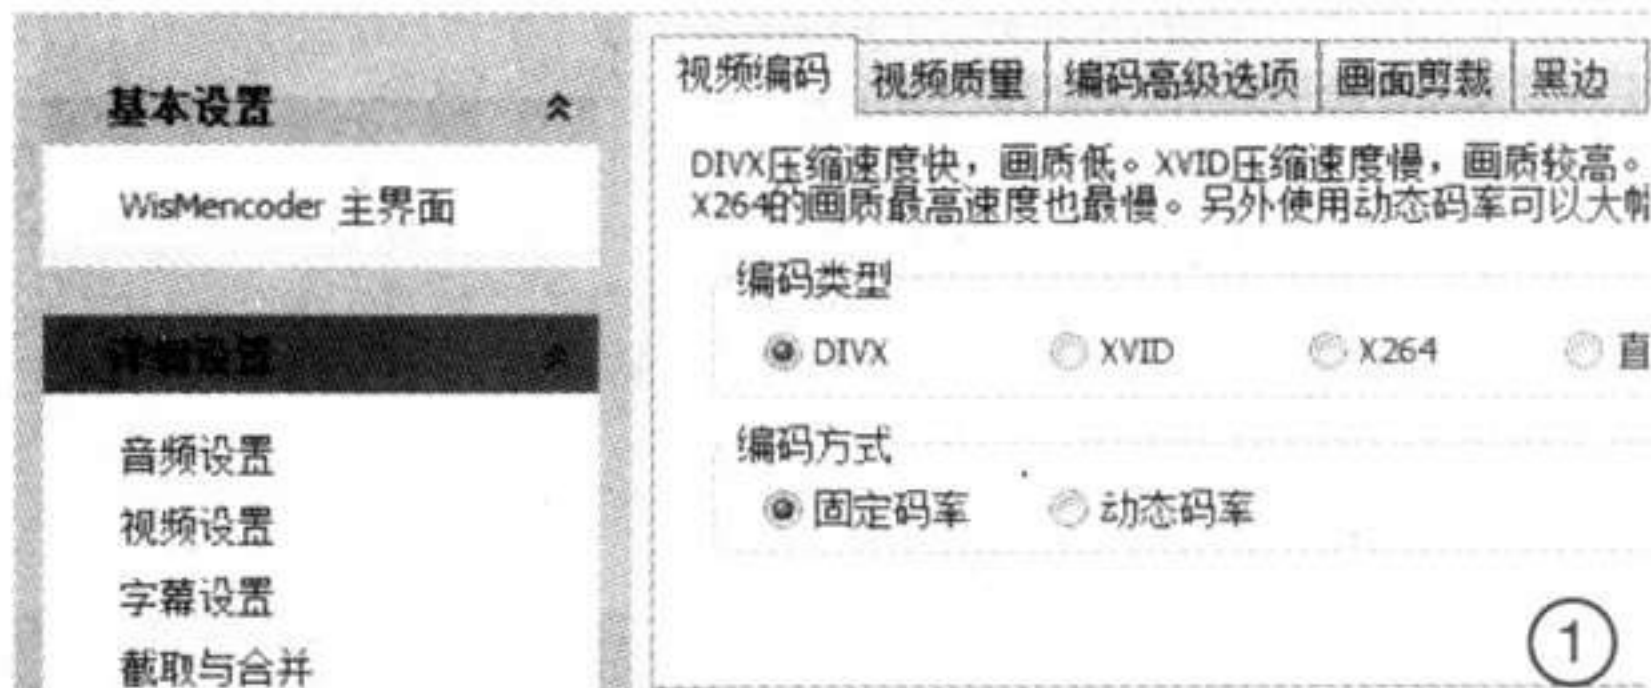 基本设置
WisMencoder 主界面
详细设置
音频设置
视频设置
字幕设置
截取与合并
视频编码 视频质量 编码高级选项 画面剪裁 黑边
DIVX压缩速度快，画质低。XVID压缩速度慢，画质较高。
X264的画质最高速度也最慢。另外使用动态码率可以大
编码类型
DIVX XVID X264 直
编码方式
固定码率 动态码率
①